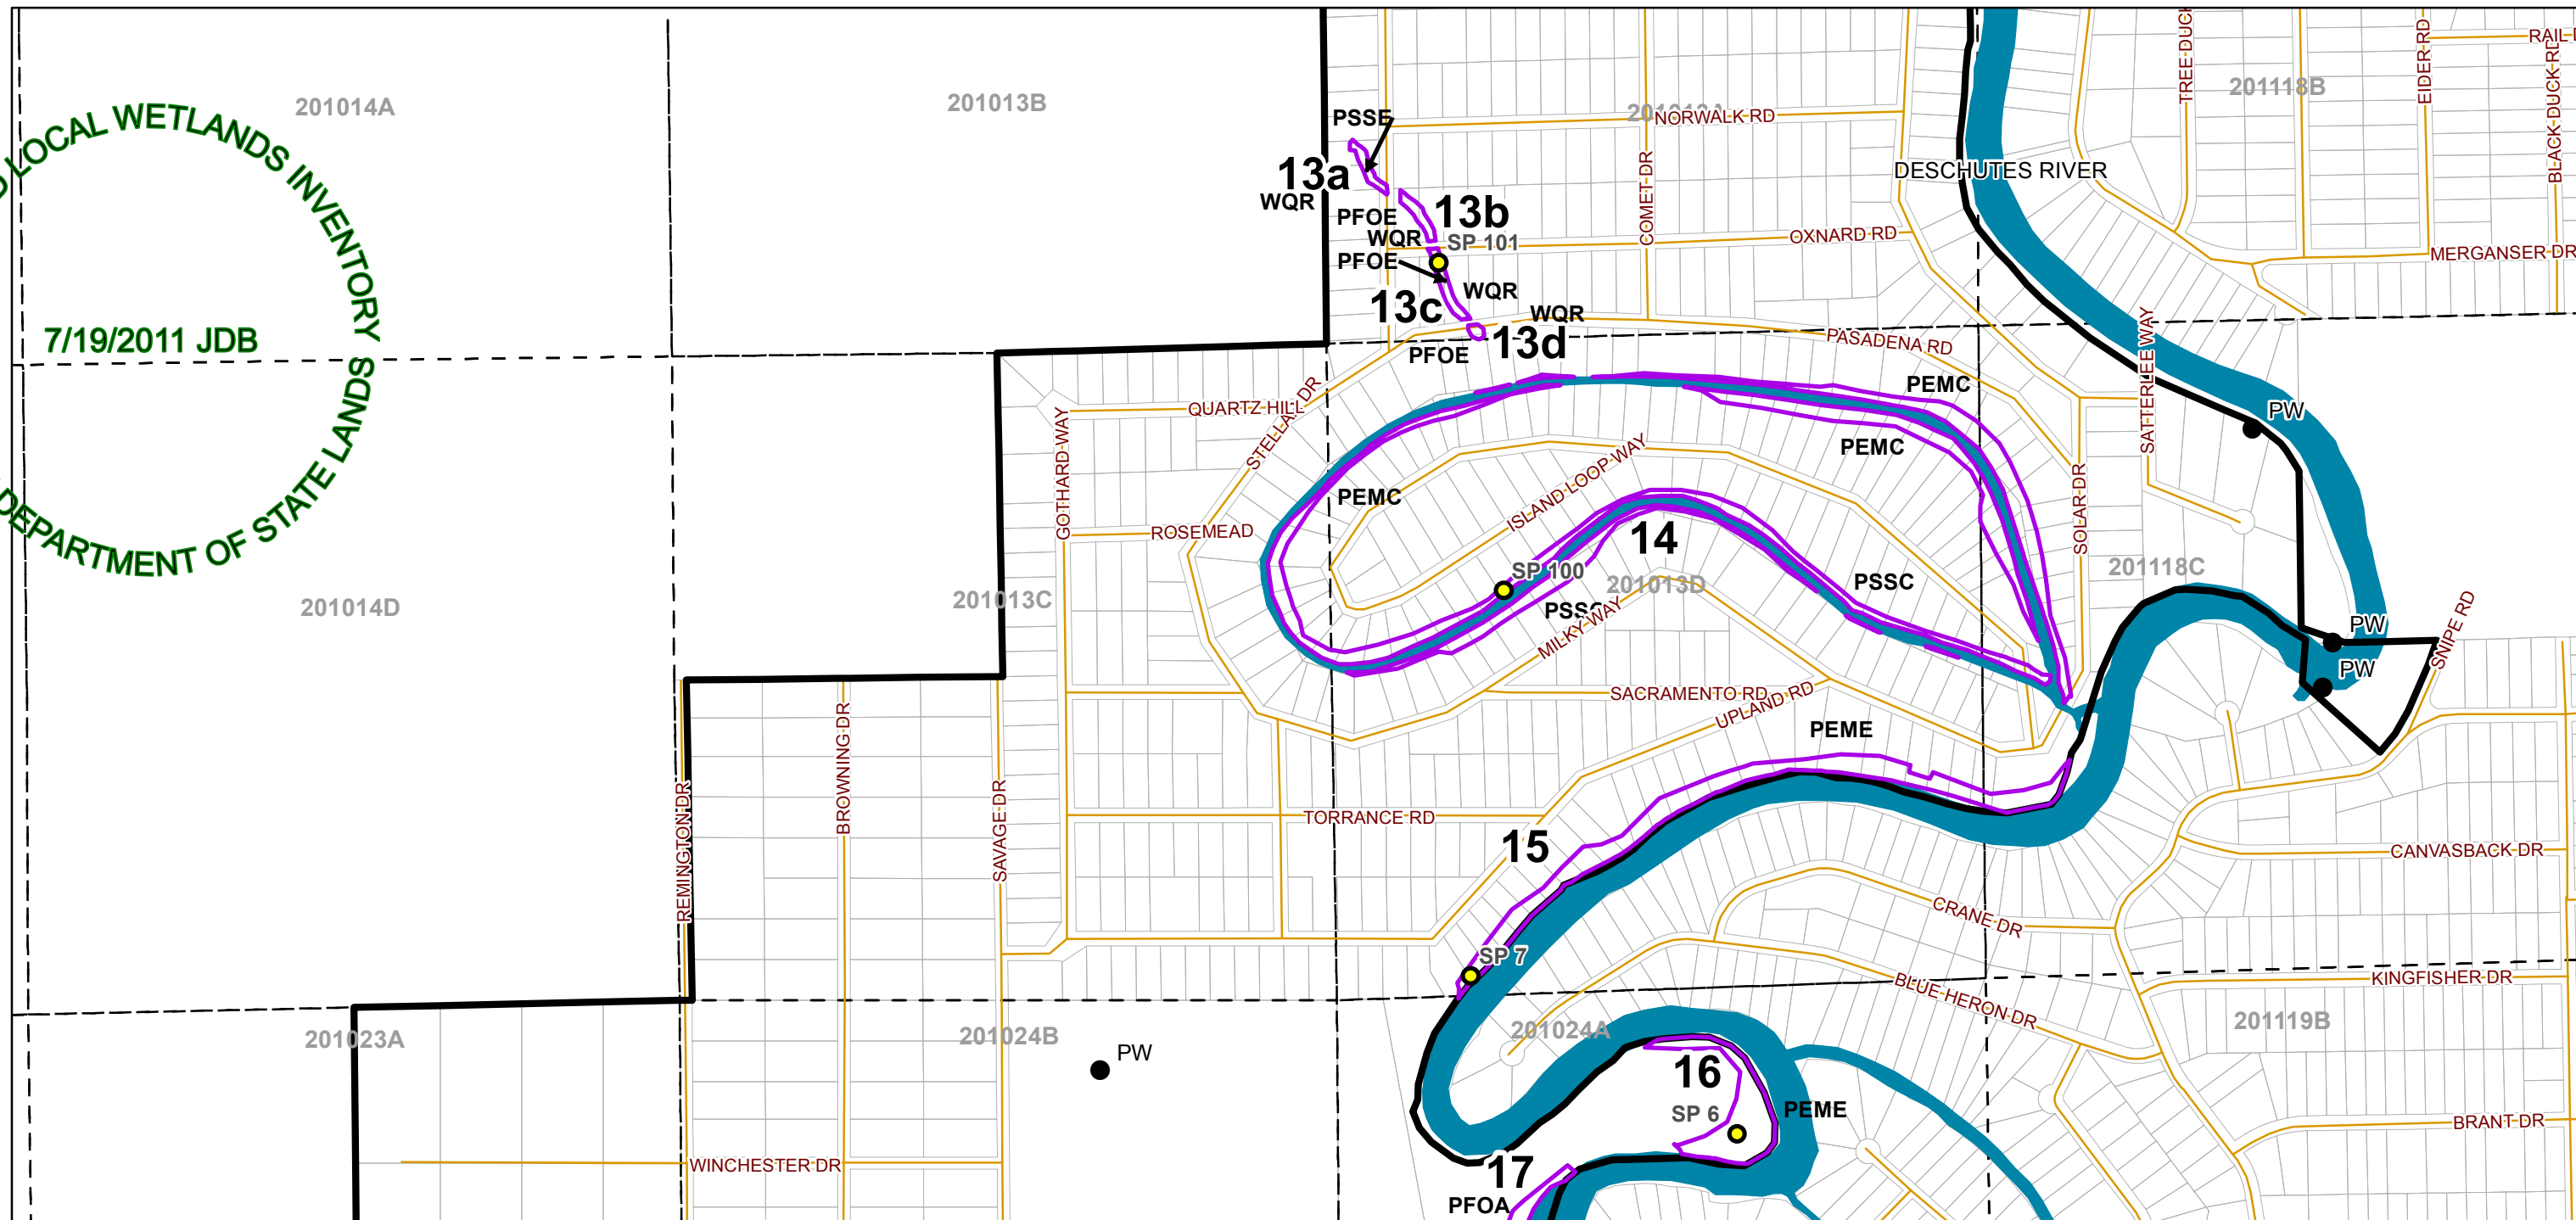 LOCAL WETLANDS INVENTORY
DEPARTMENT OF STATE LANDS
7/19/2011 JDB
201014A
201013B
201118B
PSSE
NORWALK RD
13a
WQR
PFOE
WQR
13b
SP 101
PFOE
WQR
13c
WQR
13d
PFOE
COMET DR
OXNARD RD
PASADENA RD
DESCHUTES RIVER
EIDER RD
BLACK DUCK RD
MERGANSER DR
SATTERLEE WAY
PW
QUARTZ HILL
STELLAR DR
GOTHARD WAY
ROSEMEAD
PEMC
PEMC
PEMC
ISLAND LOOP WAY
14
SP 100
201013D
PSSC
MILKY WAY
PSSC
SOLAR DR
201118C
201014D
201013C
PW
PW
SNIPE RD
SACRAMENTO RD
UPLAND RD
PEME
REMINGTON DR
BROWNING DR
SAVAGE DR
TORRANCE RD
15
CANVASBACK DR
CRANE DR
SP 7
BLUE HERON DR
KINGFISHER DR
201023A
201024B
201024A
201119B
PW
16
SP 6
PEME
BRANT DR
WINCHESTER DR
17
PFOA